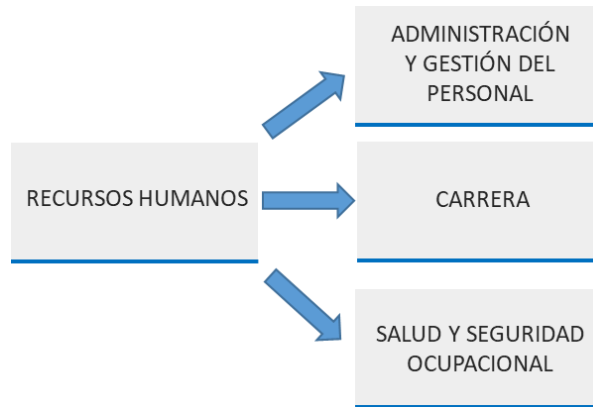 ADMINISTRACIÓN
Y GESTIÓN DEL
PERSONAL
RECURSOS HUMANOS
CARRERA
SALUD Y SEGURIDAD
OCUPACIONAL